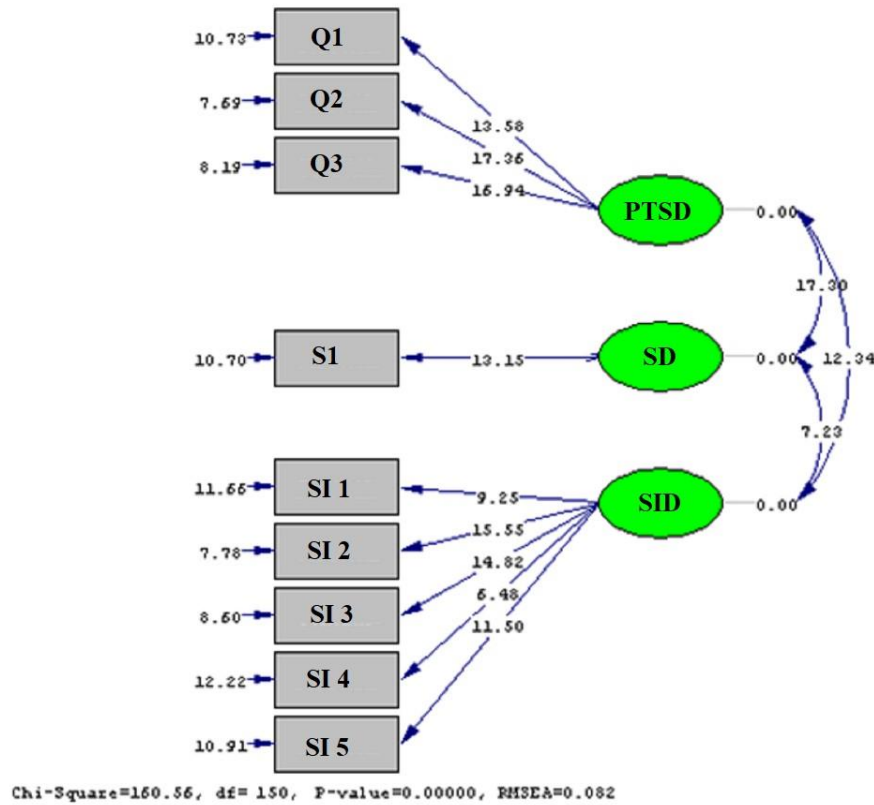 10.73 Q1
7.69 Q2
13.58
8.19 Q3
17.36
16.94
PTSD 0.00
17.30
10.70 S1 13.15 SD 0.00 12.34
7.23
11.66 SI 1 9.25 SID 0.00
15.55
7.78 SI 2
14.82
6.48
8.60 SI 3 11.50
12.22 SI 4
10.91 SI 5
Chi-Square=160.56, df= 150, P-value=0.00000, RMSEA=0.082